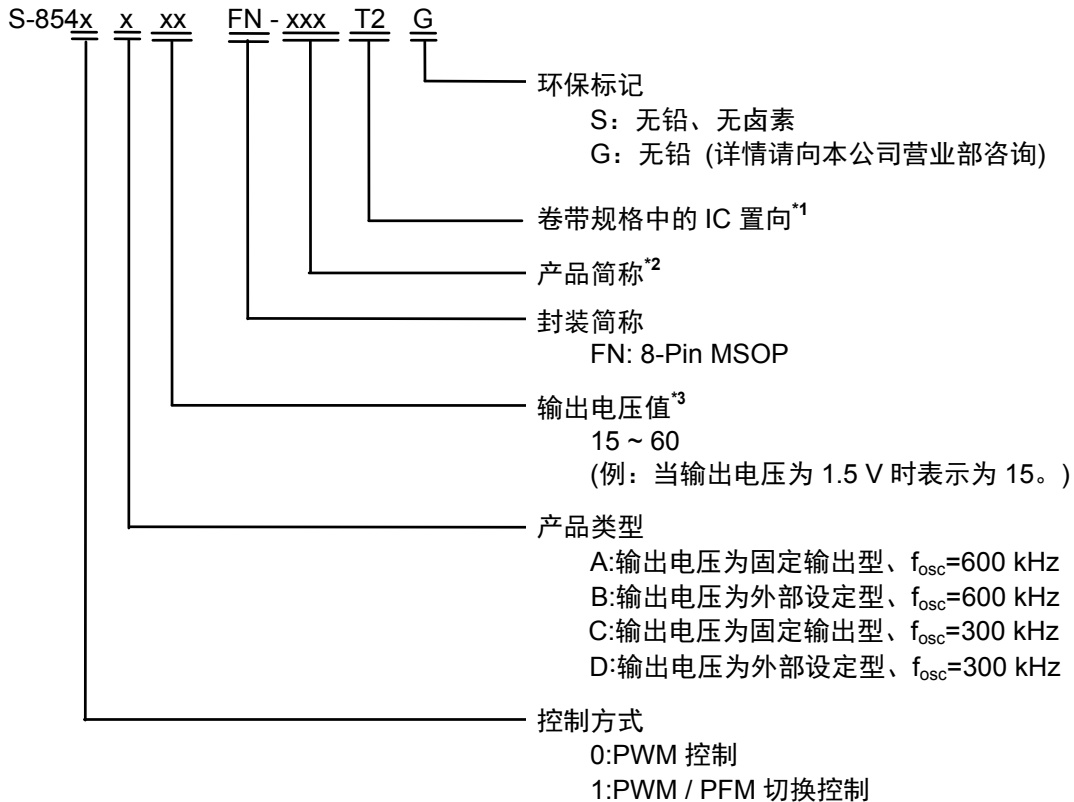 S-854x x xx FN - xxx T2 G
环保标记
S：无铅、无卤素
G：无铅 (详情请向本公司营业部咨询)
卷带规格中的 IC 置向*1
产品简称*2
封装简称
FN: 8-Pin MSOP
输出电压值*3
15 ~ 60
(例：当输出电压为 1.5 V 时表示为 15。)
产品类型
A:输出电压为固定输出型、fosc=600 kHz
B:输出电压为外部设定型、fosc=600 kHz
C:输出电压为固定输出型、fosc=300 kHz
D:输出电压为外部设定型、fosc=300 kHz
控制方式
0:PWM 控制
1:PWM / PFM 切换控制